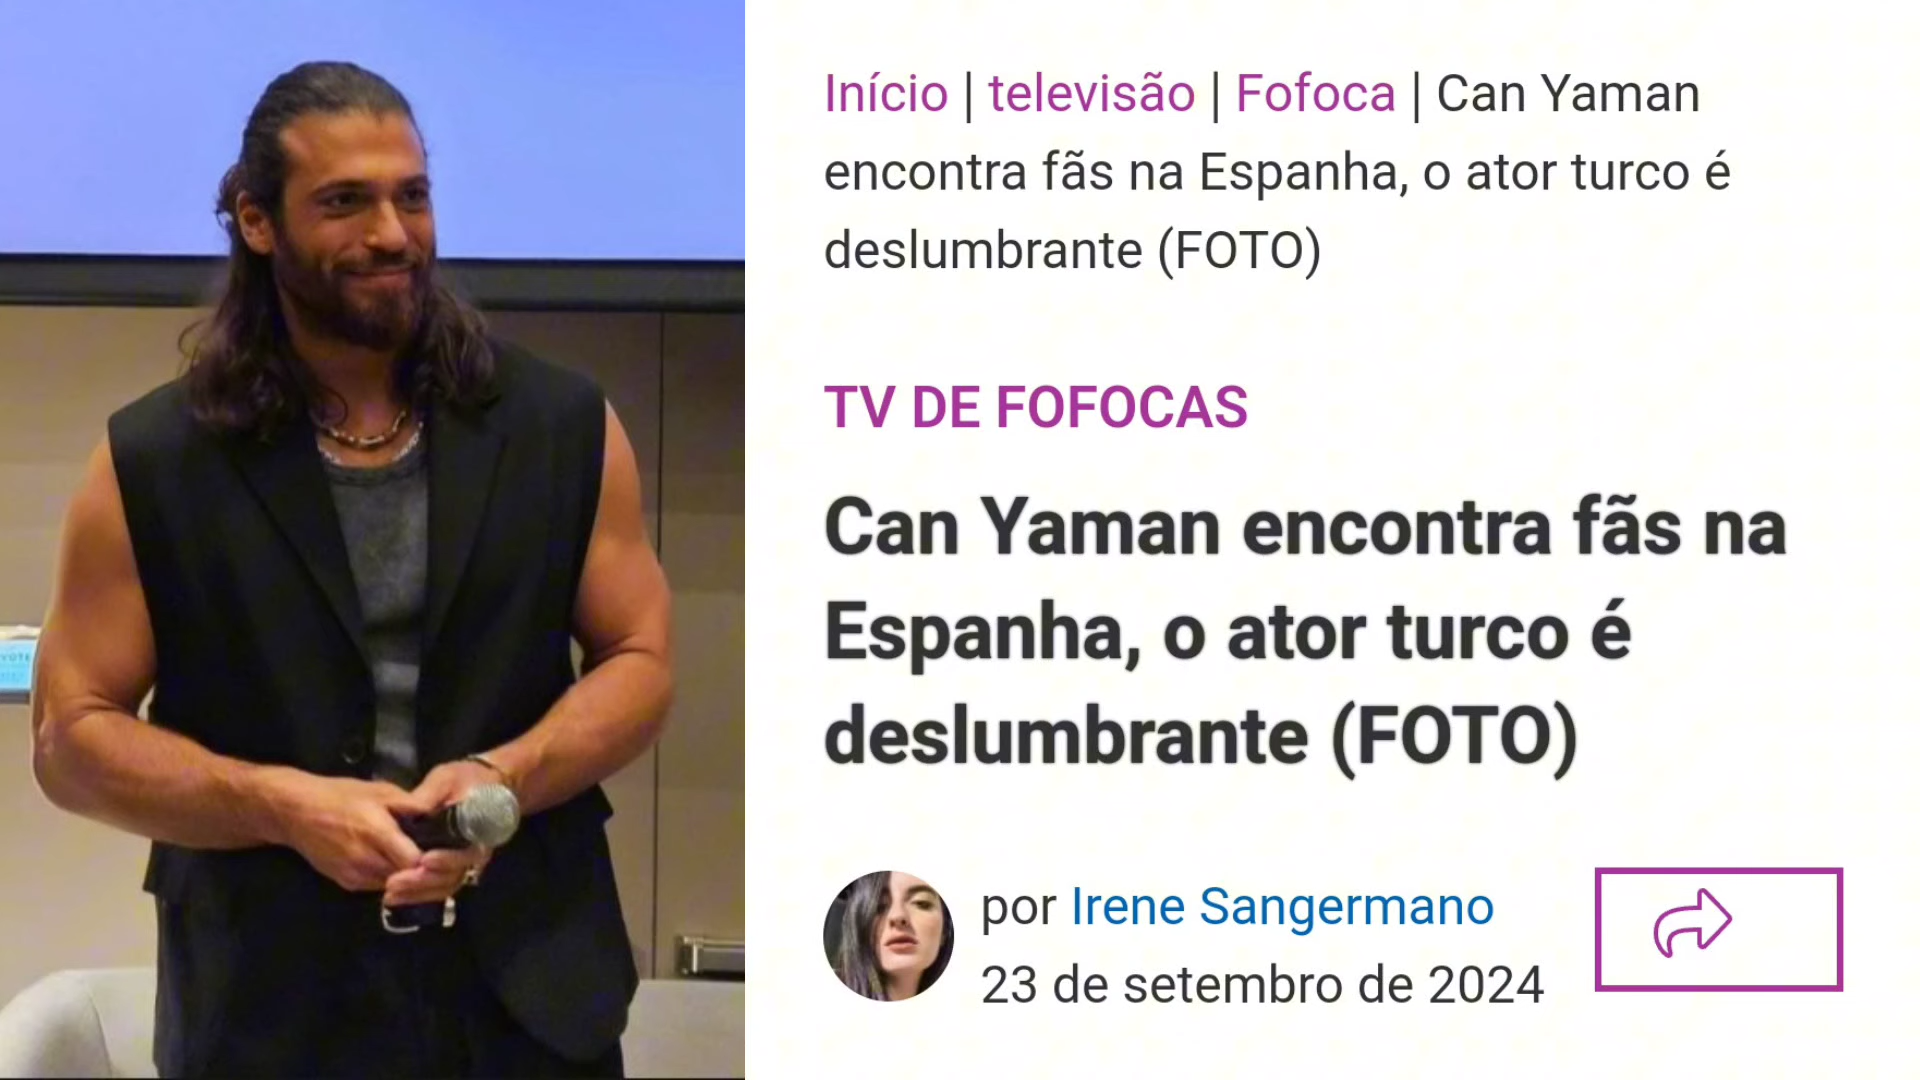 Início | televisão | Fofoca | Can Yaman
encontra fãs na Espanha, o ator turco é
deslumbrante (FOTO)
TV DE FOFOCAS
Can Yaman encontra fãs na
Espanha, o ator turco é
deslumbrante (FOTO)
por Irene Sangermano
23 de setembro de 2024